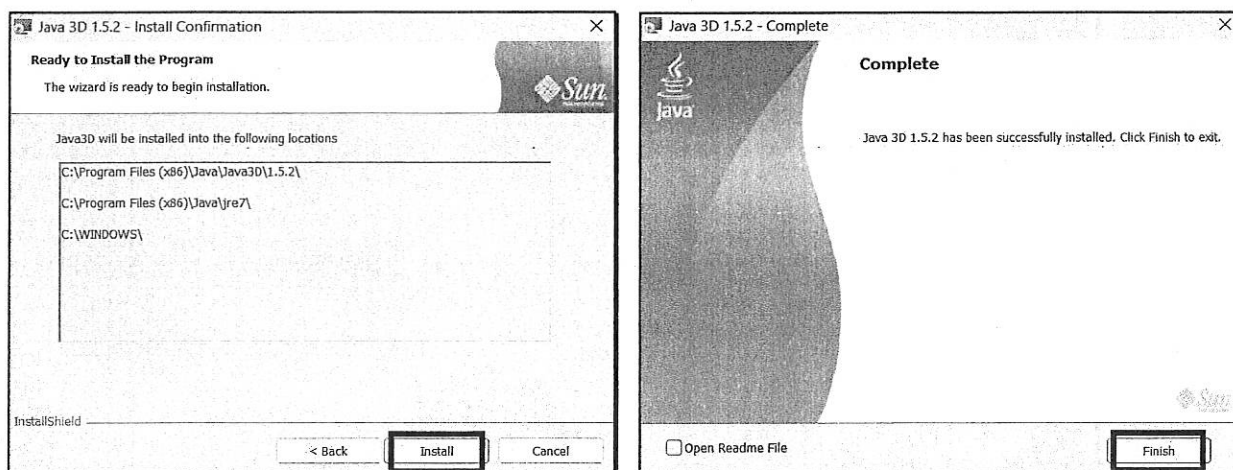 Java 3D 1.5.2 - Install Confirmation
Ready to Install the Program
The wizard is ready to begin installation.
Sun
Java3D will be installed into the following locations
C:\Program Files (x86)\Java\Java3D\1.5.2\
C:\Program Files (x86)\Java\jre7\
C:\WINDOWS\
InstallShield
< Back
Install
Cancel
Java 3D 1.5.2 - Complete
Java
Complete
Java 3D 1.5.2 has been successfully installed. Click Finish to exit.
Sun
Open Readme File
Finish